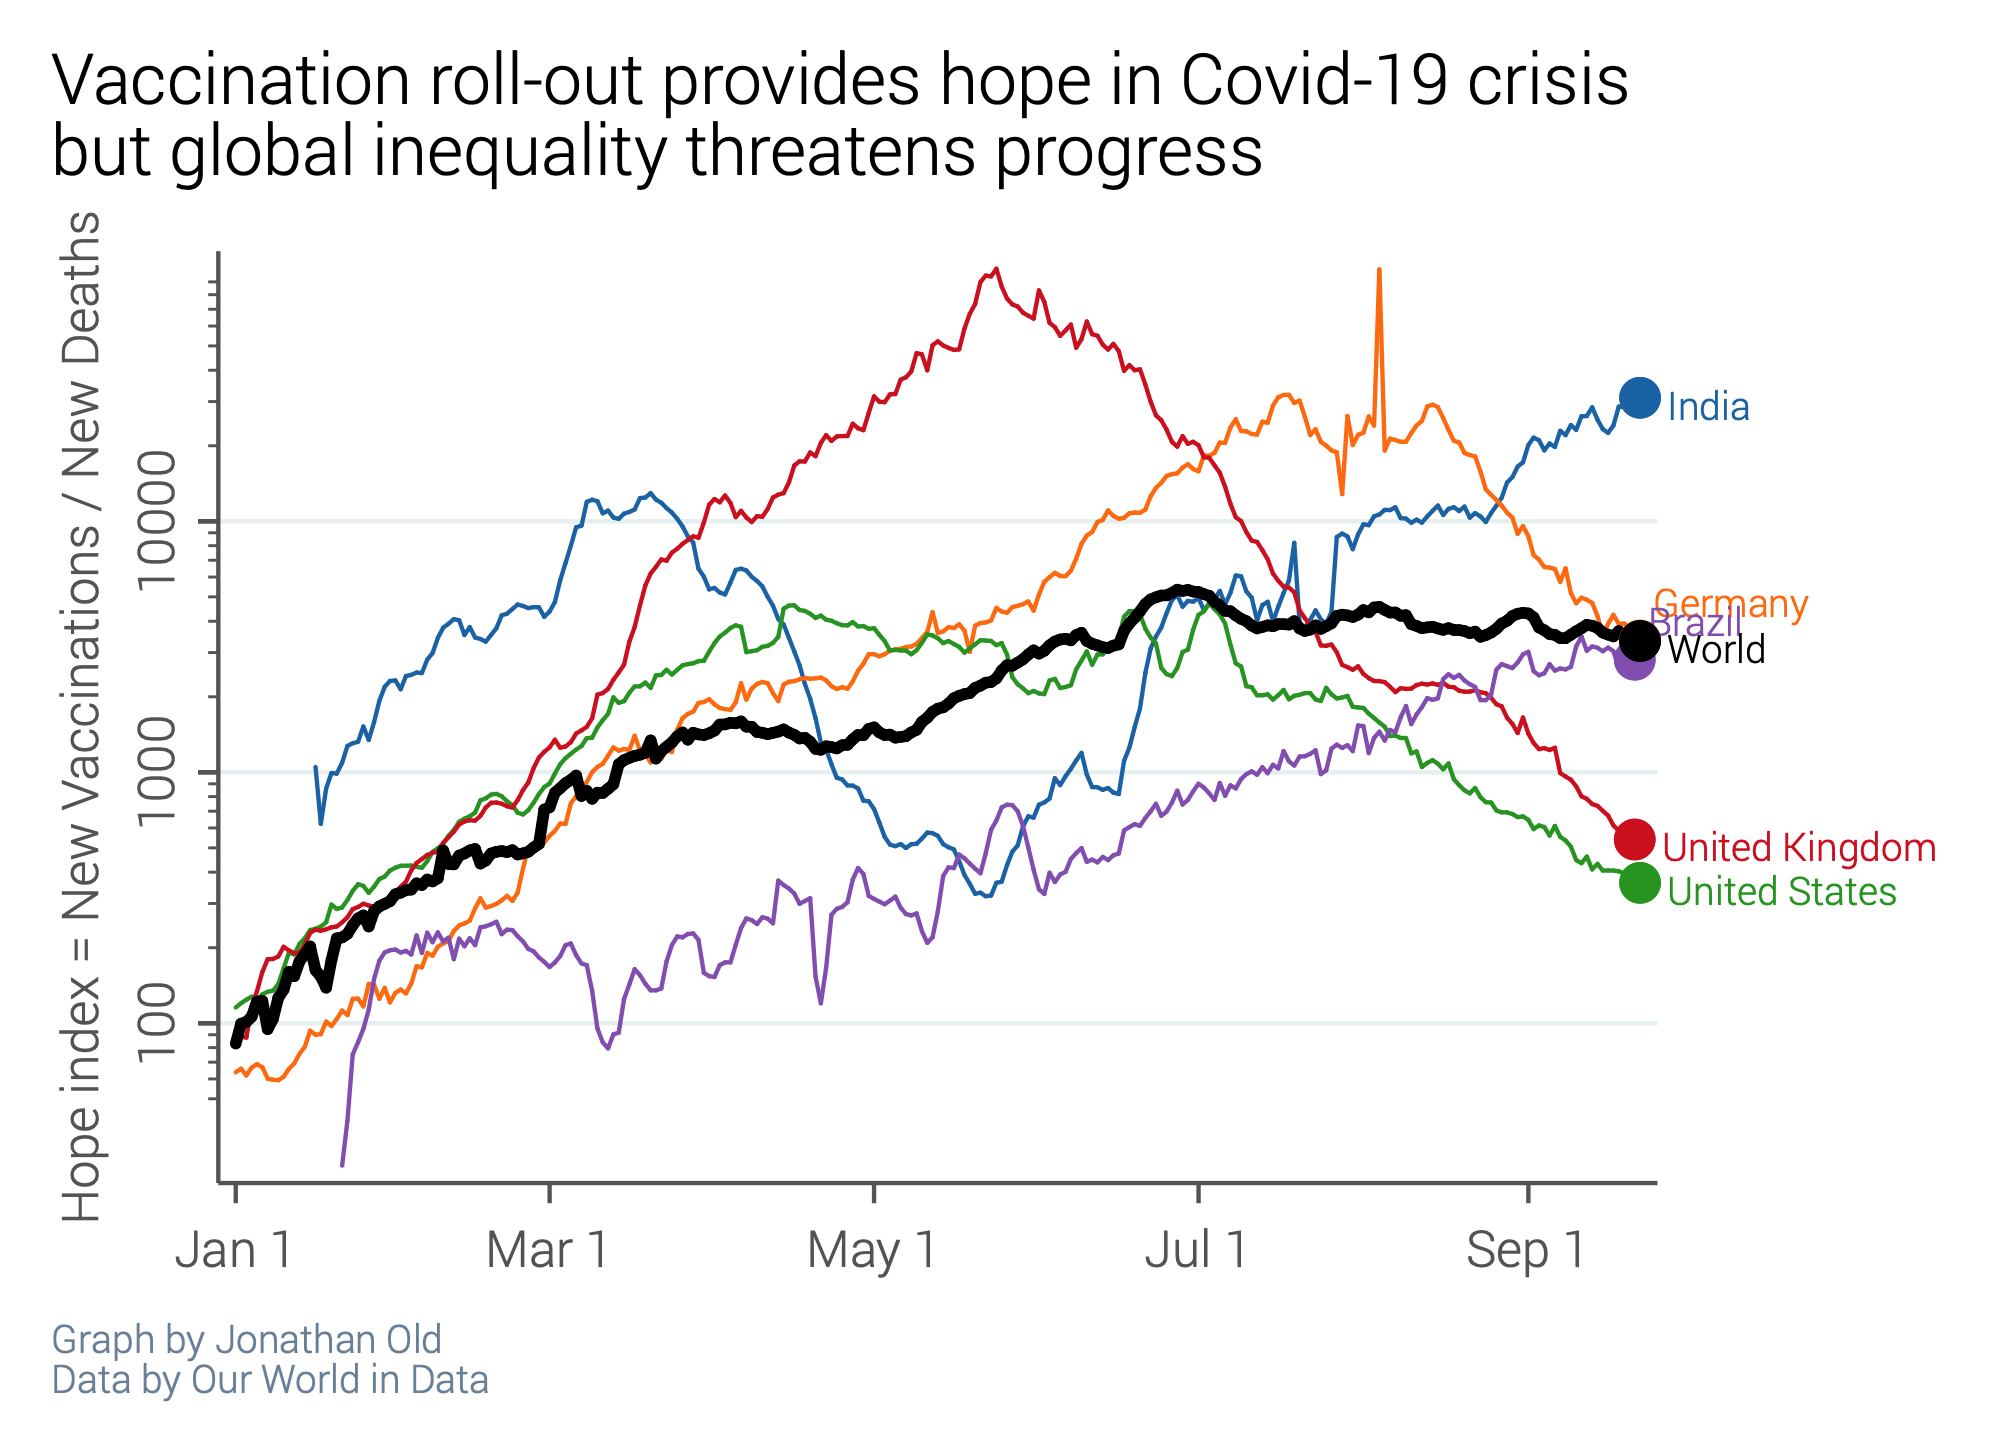 Vaccination roll-out provides hope in Covid-19 crisis
but global inequality threatens progress
Hope index = New Vaccinations / New Deaths
10000
1000
100
India
Germany
Brazil
World
United Kingdom
United States
Jan 1
Mar 1
May 1
Jul 1
Sep 1
Graph by Jonathan Old
Data by Our World in Data